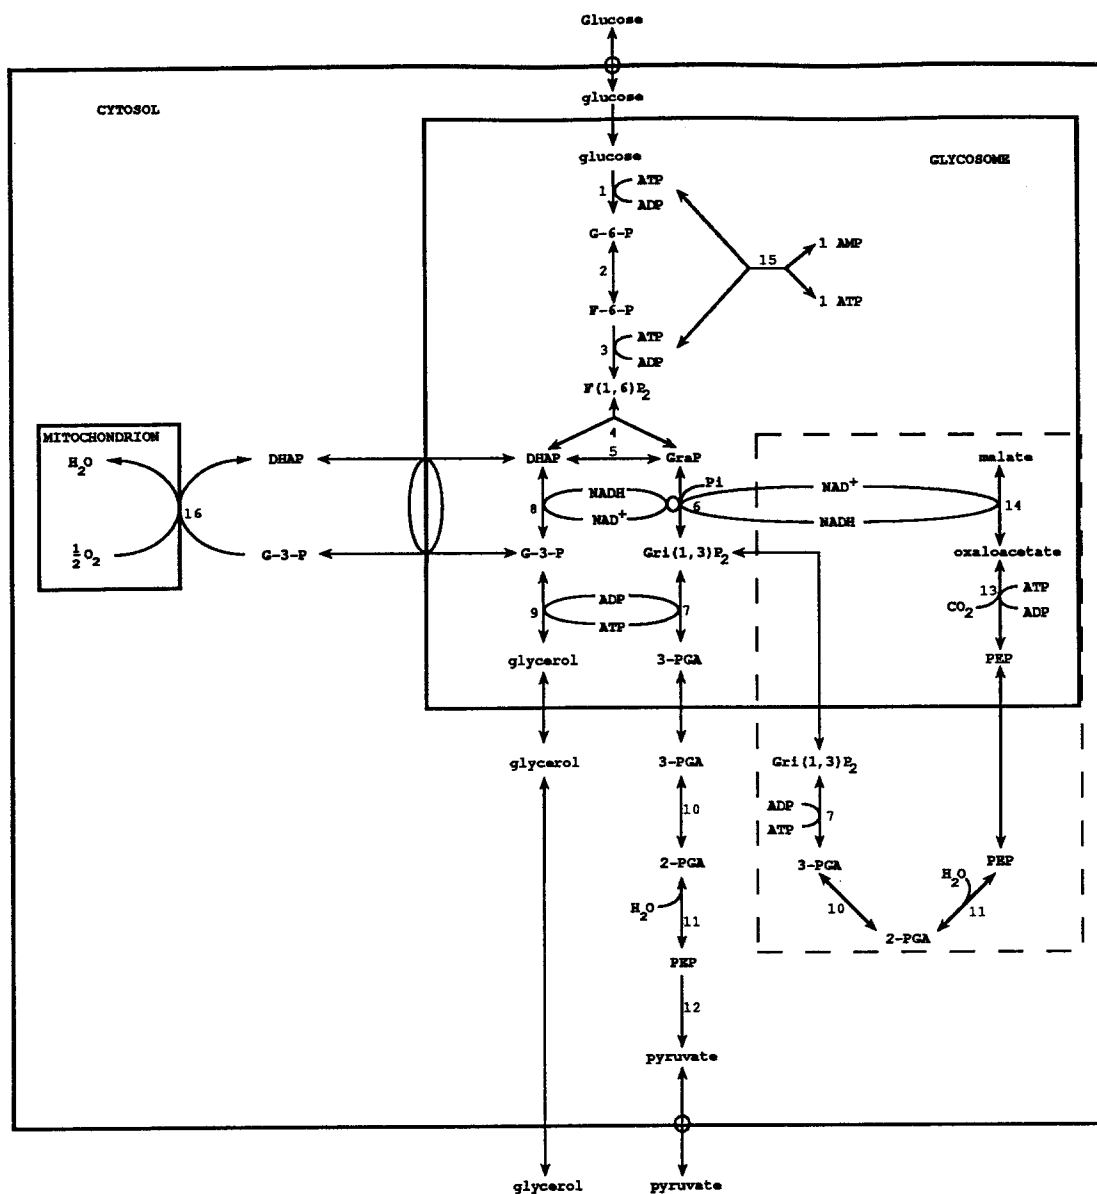 Glucose
CYTOSOL
glucose
glucose
GLYCOSOME
1
ATP
ADP
G-6-P
2
15
1 AMP
1 ATP
F-6-P
3
ATP
ADP
F(1,6)P2
4
MITOCHONDRION
H2O
DHAP
DHAP
5
GraP
malate
16
8
NADH
NAD+
Pi
6
NAD+
NADH
14
½O2
G-3-P
G-3-P
Gri(1,3)P2
oxaloacetate
9
ADP
ATP
7
13
CO2
ATP
ADP
glycerol
3-PGA
PEP
glycerol
3-PGA
Gri(1,3)P2
10
ADP
ATP
7
2-PGA
3-PGA
H2O
PEP
H2O
11
10
11
2-PGA
PEP
12
pyruvate
glycerol
pyruvate